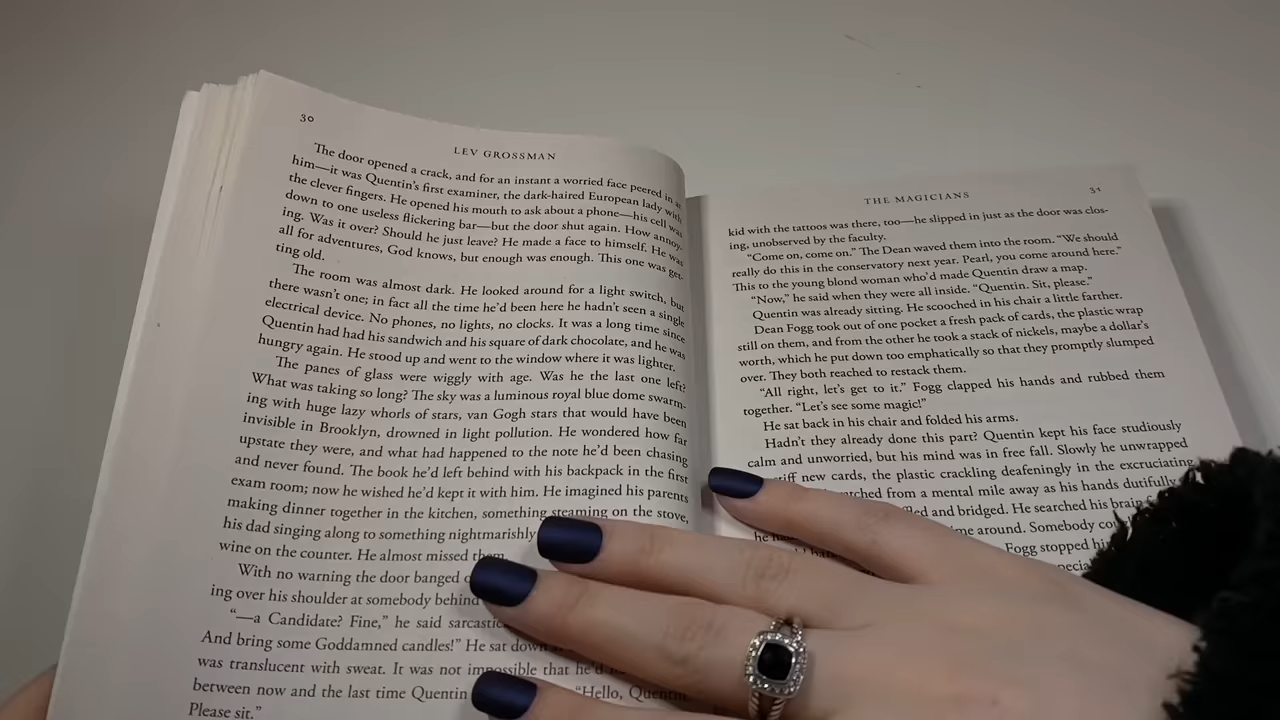 30
LEV GROSSMAN
The door opened a crack, and for an instant a worried face peered in at
him—it was Quentin's first examiner, the dark-haired European lady with
the clever fingers. He opened his mouth to ask about a phone—his cell was
down to one useless flickering bar—but the door shut again. How annoy-
ing. Was it over? Should he just leave? He made a face to himself. He was
all for adventures, God knows, but enough was enough. This one was get-
ting old.
The room was almost dark. He looked around for a light switch, but
there wasn't one; in fact all the time he'd been here he hadn't seen a single
electrical device. No phones, no lights, no clocks. It was a long time since
Quentin had had his sandwich and his square of dark chocolate, and he was
hungry again. He stood up and went to the window where it was lighter.
The panes of glass were wiggly with age. Was he the last one left?
What was taking so long? The sky was a luminous royal blue dome swarm-
ing with huge lazy whorls of stars, van Gogh stars that would have been
invisible in Brooklyn, drowned in light pollution. He wondered how far
upstate they were, and what had happened to the note he'd been chasing
and never found. The book he'd left behind with his backpack in the first
exam room; now he wished he'd kept it with him. He imagined his parents
making dinner together in the kitchen, something steaming on the stove,
his dad singing along to something nightmarishly
wine on the counter. He almost missed them.
With no warning the door banged
ing over his shoulder at somebody behind
"—a Candidate? Fine," he said sarcastic
And bring some Goddamned candles!" He sat down
was translucent with sweat. It was not impossible that he'd
between now and the last time Quentin "Hello, Quentin.
Please sit."
THE MAGICIANS
31
kid with the tattoos was there, too—he slipped in just as the door was clos-
ing, unobserved by the faculty.
"Come on, come on." The Dean waved them into the room. "We should
really do this in the conservatory next year. Pearl, you come around here."
This to the young blond woman who'd made Quentin draw a map.
"Now," he said when they were all inside. "Quentin. Sit, please."
Quentin was already sitting. He scooched in his chair a little farther.
Dean Fogg took out of one pocket a fresh pack of cards, the plastic wrap
still on them, and from the other he took a stack of nickels, maybe a dollar's
worth, which he put down too emphatically so that they promptly slumped
over. They both reached to restack them.
"All right, let's get to it." Fogg clapped his hands and rubbed them
together. "Let's see some magic!"
He sat back in his chair and folded his arms.
Hadn't they already done this part? Quentin kept his face studiously
calm and unworried, but his mind was in free fall. Slowly he unwrapped
stiff new cards, the plastic crackling deafeningly in the excruciating
from a mental mile away as his hands dutifully
and bridged. He searched his brain
he around. Somebody
Fogg stopped